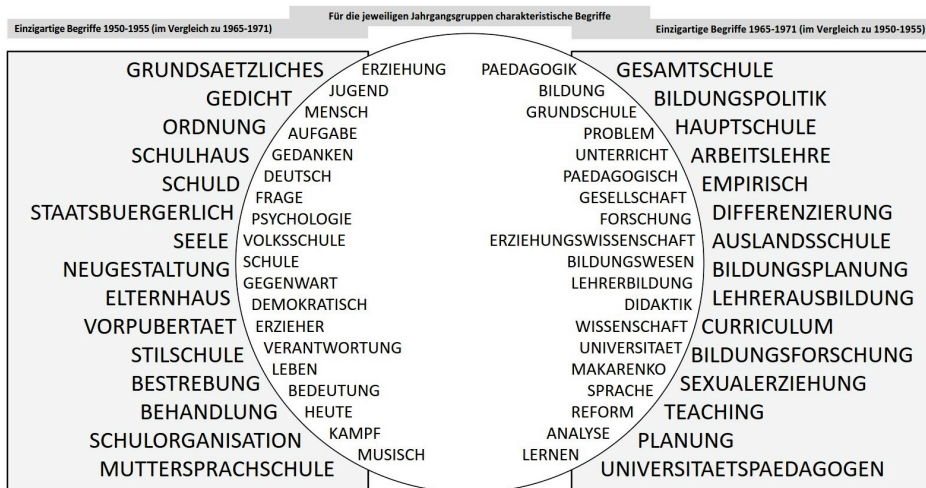 Für die jeweiligen Jahrgangsgruppen charakteristische Begriffe
Einzigartige Begriffe 1950-1955 (im Vergleich zu 1965-1971)
Einzigartige Begriffe 1965-1971 (im Vergleich zu 1950-1955)
GRUNDSAETZLICHES
GEDICHT
ORDNUNG
SCHULHAUS
SCHULD
STAATSBUERGERLICH
SEELE
NEUGESTALTUNG
ELTERNHAUS
VORPUBERTAET
STILSCHULE
BESTREBUNG
BEHANDLUNG
SCHULORGANISATION
MUTTERSPRACHSCHULE
ERZIEHUNG
JUGEND
MENSCH
AUFGABE
GEDANKEN
DEUTSCH
FRAGE
PSYCHOLOGIE
VOLKSSCHULE
SCHULE
GEGENWART
DEMOKRATISCH
ERZIEHER
VERANTWORTUNG
LEBEN
BEDEUTUNG
HEUTE
KAMPF
MUSISCH
PAEDAGOGIK
BILDUNG
GRUNDSCHULE
PROBLEM
UNTERRICHT
PAEDAGOGISCH
GESELLSCHAFT
FORSCHUNG
ERZIEHUNGSWISSENSCHAFT
BILDUNGSWESEN
LEHRERBILDUNG
DIDAKTIK
WISSENSCHAFT
UNIVERSITAET
MAKARENKO
SPRACHE
REFORM
ANALYSE
LERNEN
GESAMTSCHULE
BILDUNGSPOLITIK
HAUPTSCHULE
ARBEITSLEHRE
EMPIRISCH
DIFFERENZIERUNG
AUSLANDSSCHULE
BILDUNGSPLANUNG
LEHRERAUSBILDUNG
CURRICULUM
BILDUNGSFORSCHUNG
SEXUALERZIEHUNG
TEACHING
PLANUNG
UNIVERSITAETSPAEDAGOGEN